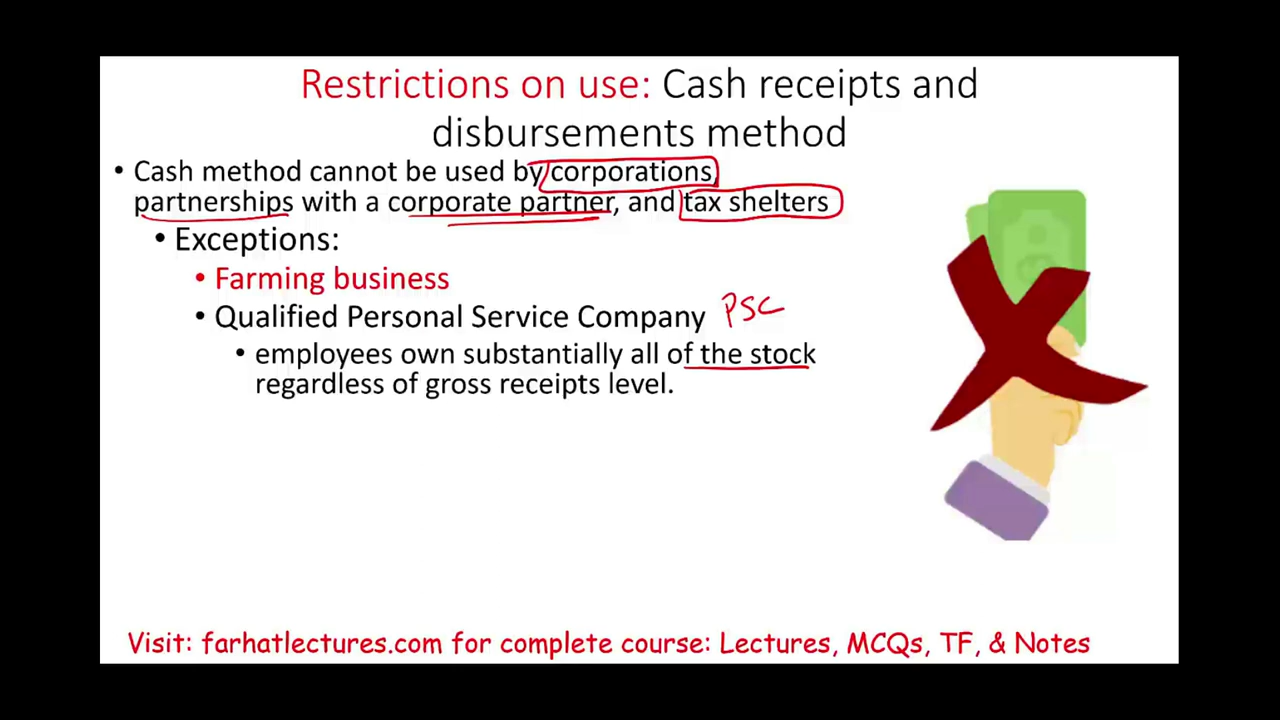 Restrictions on use: Cash receipts and
disbursements method
• Cash method cannot be used by corporations,
partnerships with a corporate partner, and tax shelters
• Exceptions:
• Farming business
• Qualified Personal Service Company PSC
• employees own substantially all of the stock
regardless of gross receipts level.
Visit: farhatlectures.com for complete course: Lectures, MCQs, TF, & Notes